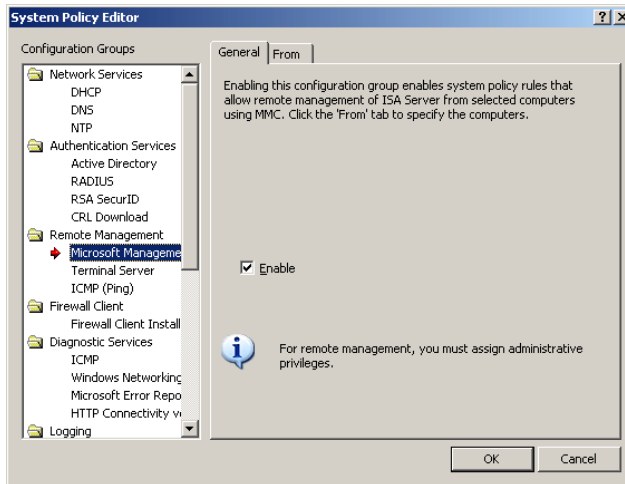 System Policy Editor
Configuration Groups
Network Services
DHCP
DNS
NTP
Authentication Services
Active Directory
RADIUS
RSA SecurID
CRL Download
Remote Management
Microsoft Manageme
Terminal Server
ICMP (Ping)
Firewall Client
Firewall Client Install
Diagnostic Services
ICMP
Windows Networking
Microsoft Error Repo
HTTP Connectivity v
Logging
General
From
Enabling this configuration group enables system policy rules that
allow remote management of ISA Server from selected computers
using MMC. Click the 'From' tab to specify the computers.
Enable
For remote management, you must assign administrative
privileges.
OK
Cancel